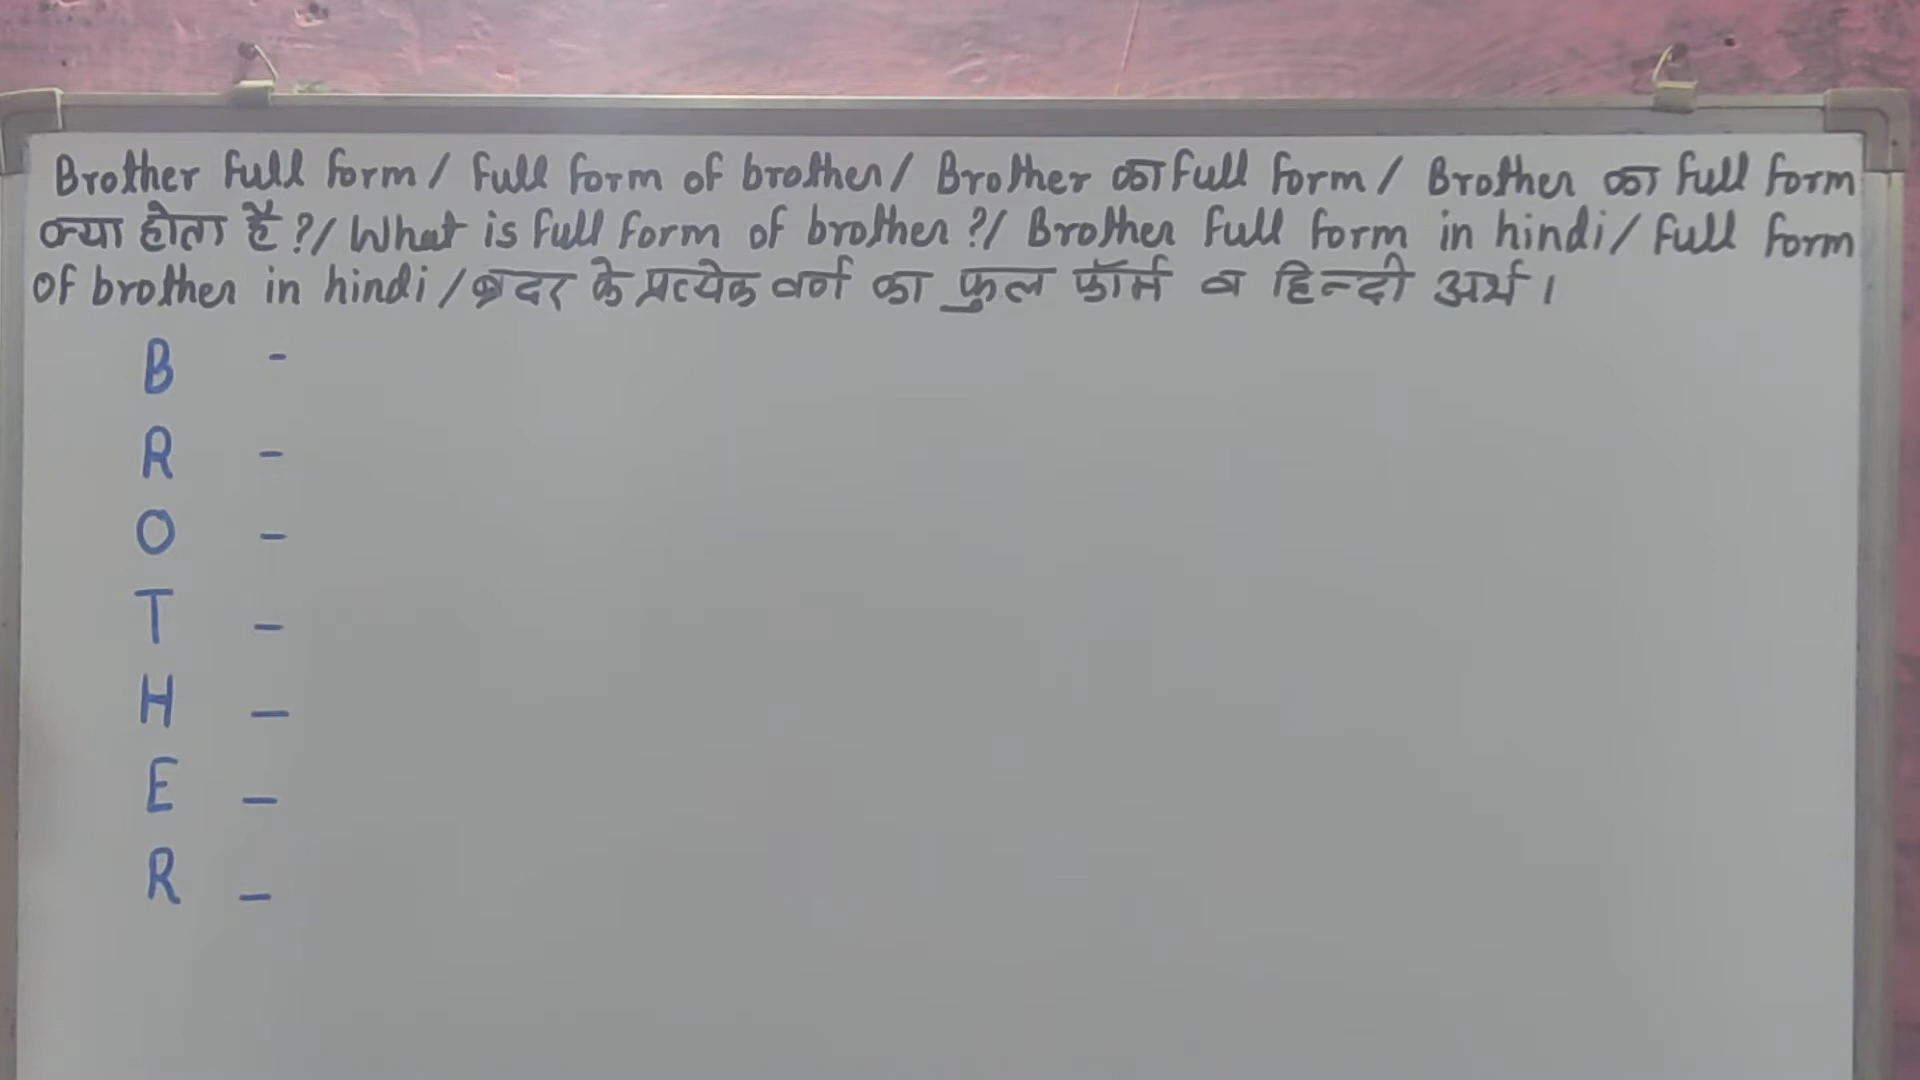 Brother full form / full form of brother / Brother का full form / Brother का full form
क्या होता है ? / What is full form of brother ? / Brother full form in hindi / full form
of brother in hindi / ब्रदर के प्रत्येक वर्ण का फुल फॉर्म व हिन्दी अर्थ ।
B -
R -
O -
T -
H -
E -
R -